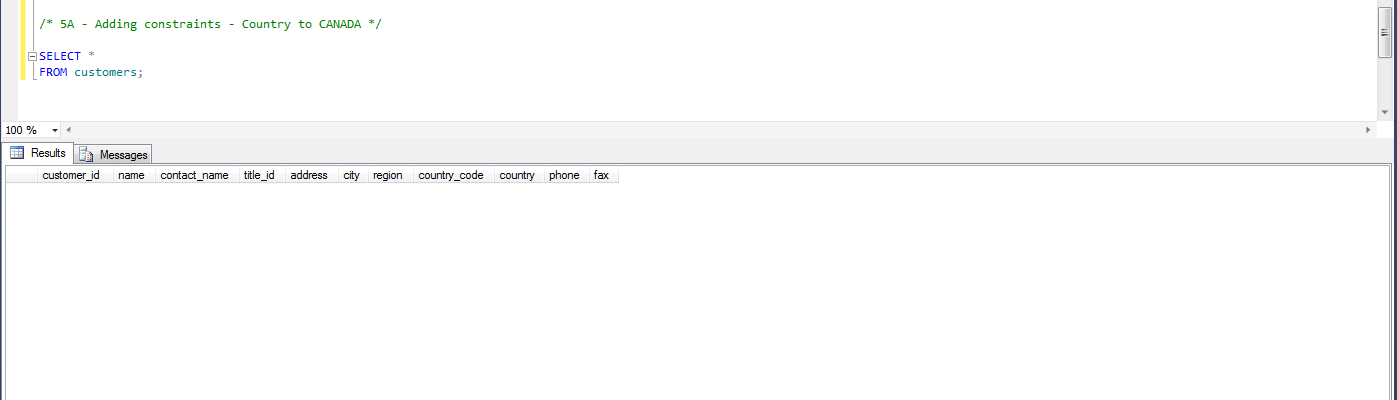 /* 5A - Adding constraints - Country to CANADA */
SELECT *
FROM customers;
100 %
Results Messages
customer_id name contact_name title_id address city region country_code country phone fax